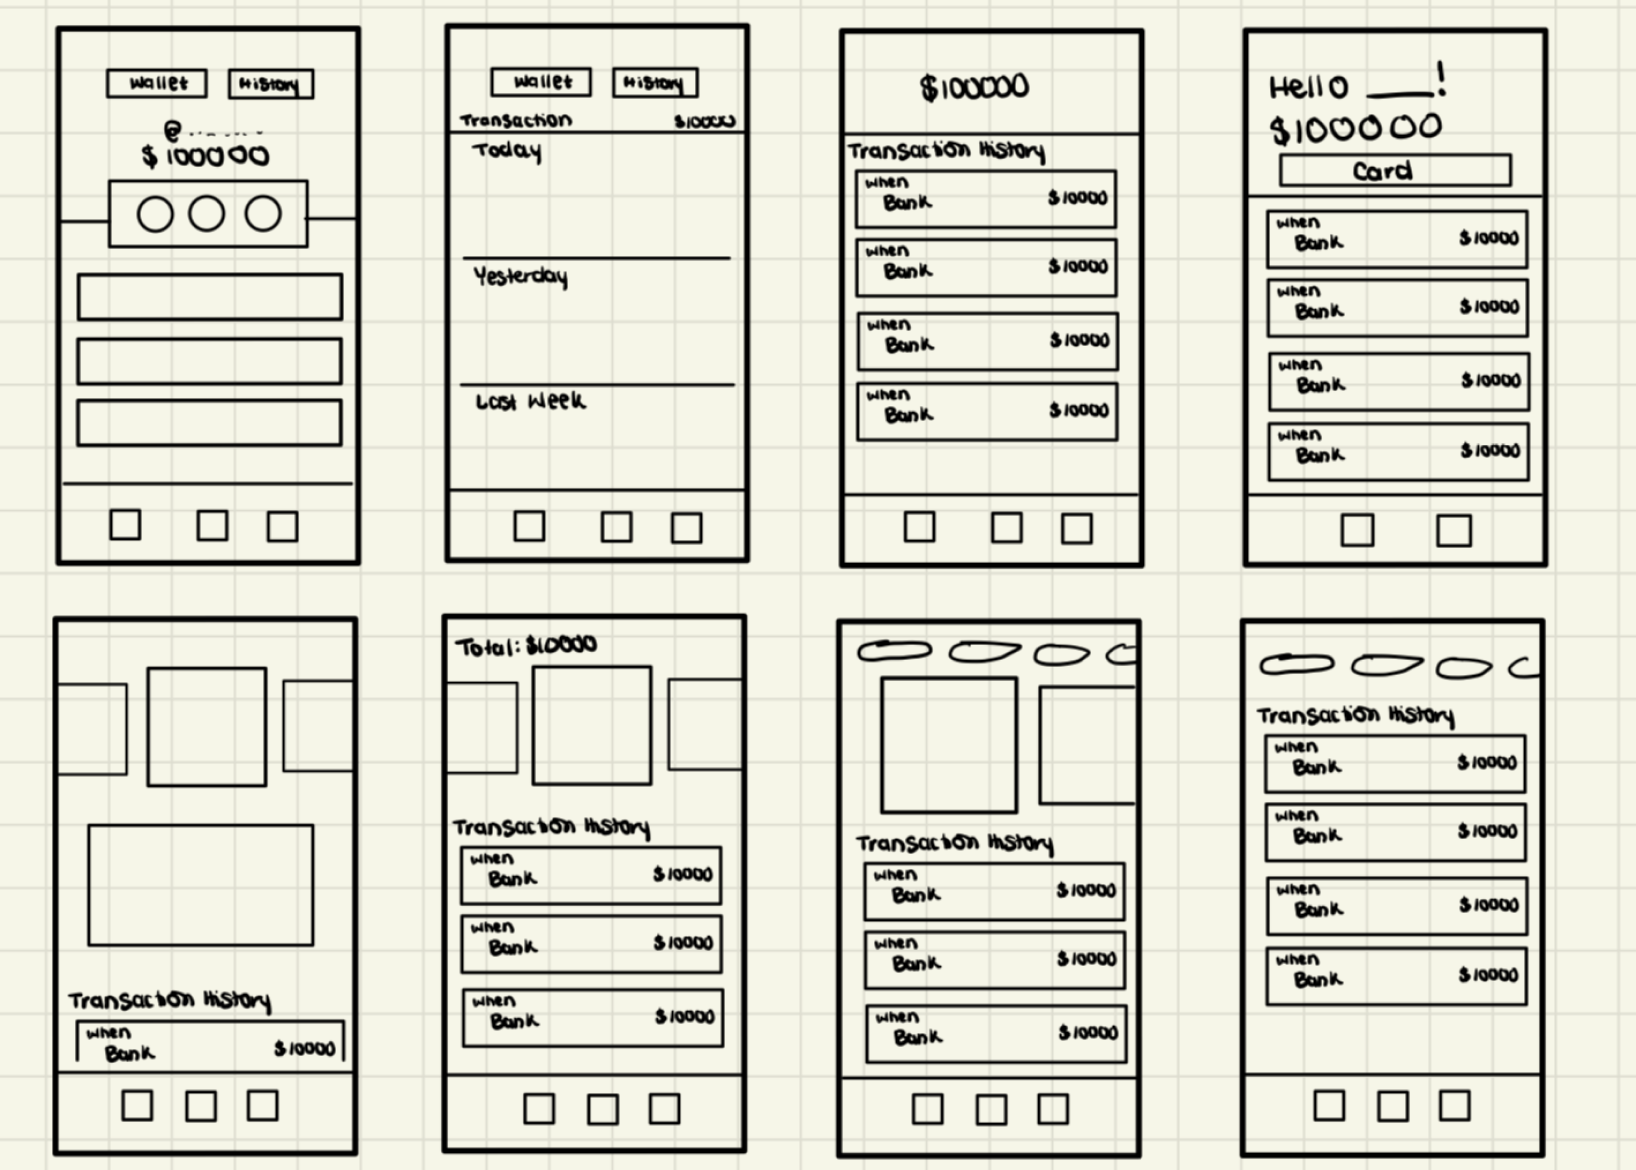 Wallet History
@
$100000
Wallet History
Transaction $10000
Today
Yesterday
Last Week
$100000
Transaction History
When
Bank $10000
When
Bank $10000
When
Bank $10000
When
Bank $10000
Hello ____!
$100000
Card
When
Bank $10000
When
Bank $10000
When
Bank $10000
When
Bank $10000
Transaction History
When
Bank $10000
Total: $10000
Transaction History
When
Bank $10000
When
Bank $10000
When
Bank $10000
Transaction History
When
Bank $10000
When
Bank $10000
When
Bank $10000
Transaction History
When
Bank $10000
When
Bank $10000
When
Bank $10000
When
Bank $10000